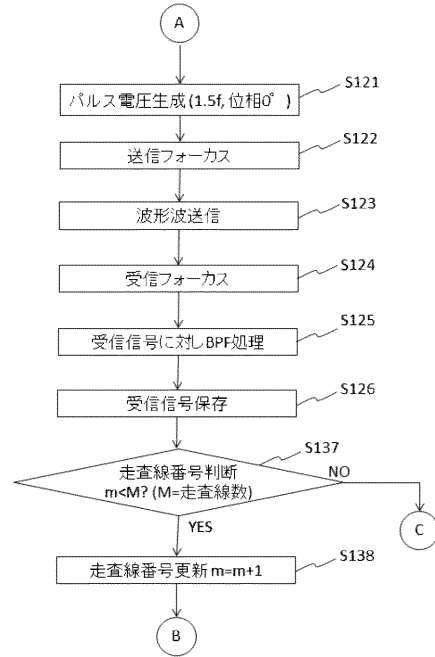 A
S121
パルス電圧生成(1.5f, 位相0°)
S122
送信フォーカス
S123
波形波送信
S124
受信フォーカス
S125
受信信号に対しBPF処理
S126
受信信号保存
S137
走査線番号判断
m<M? (M=走査線数)
NO
C
YES
S138
走査線番号更新 m=m+1
B